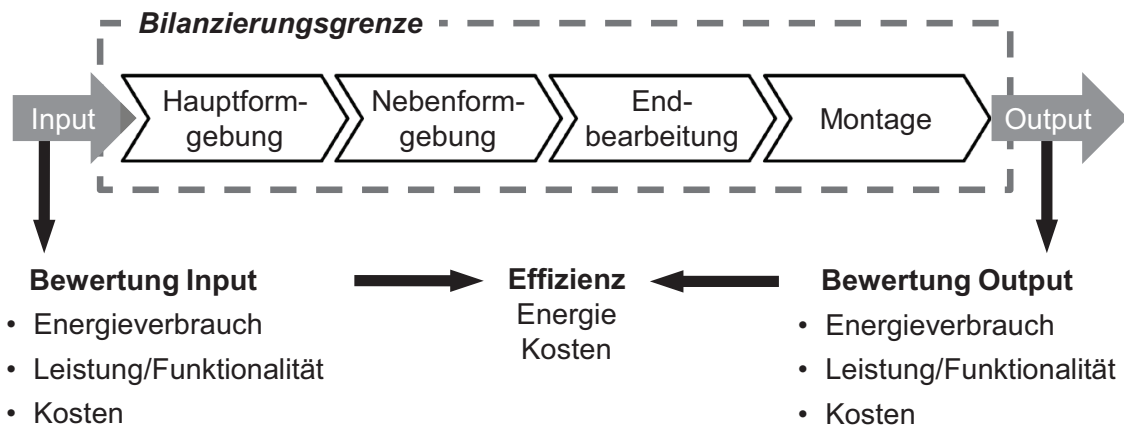 Bilanzierungsgrenze
Input
Hauptform-
gebung
Nebenform-
gebung
End-
bearbeitung
Montage
Output
Bewertung Input
• Energieverbrauch
• Leistung/Funktionalität
• Kosten
Effizienz
Energie
Kosten
Bewertung Output
• Energieverbrauch
• Leistung/Funktionalität
• Kosten